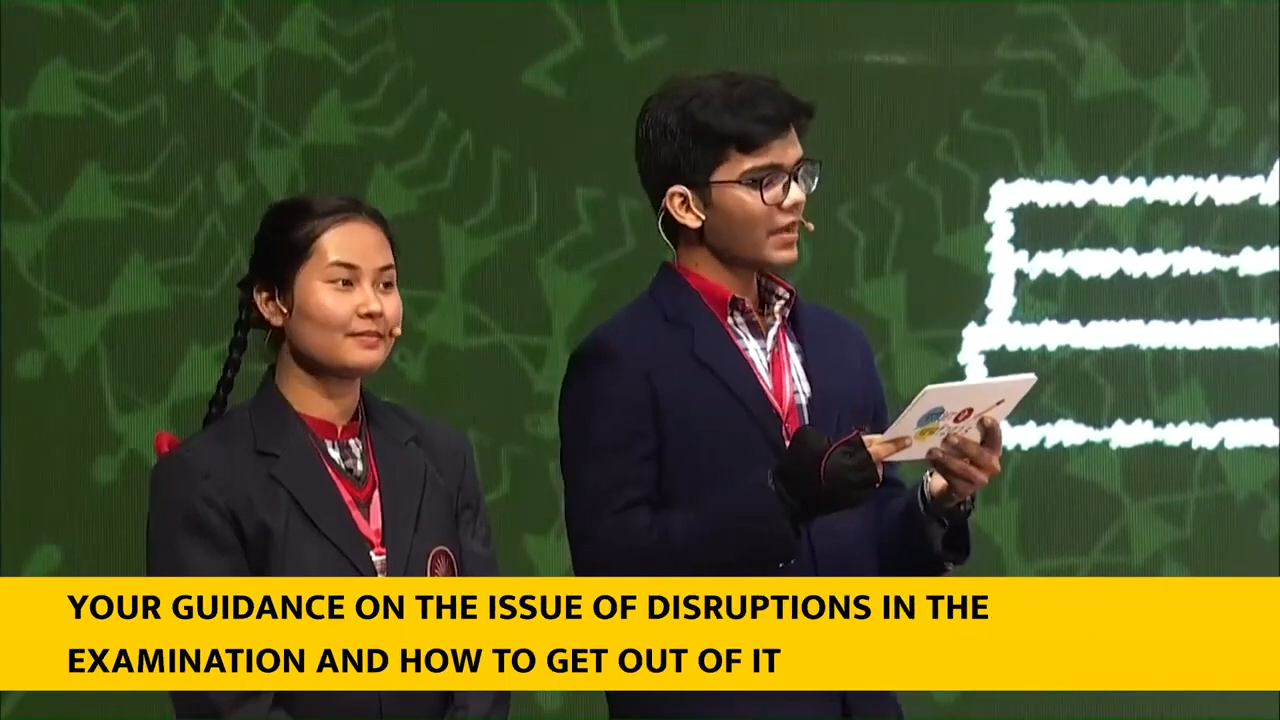 YOUR GUIDANCE ON THE ISSUE OF DISRUPTIONS IN THE
EXAMINATION AND HOW TO GET OUT OF IT